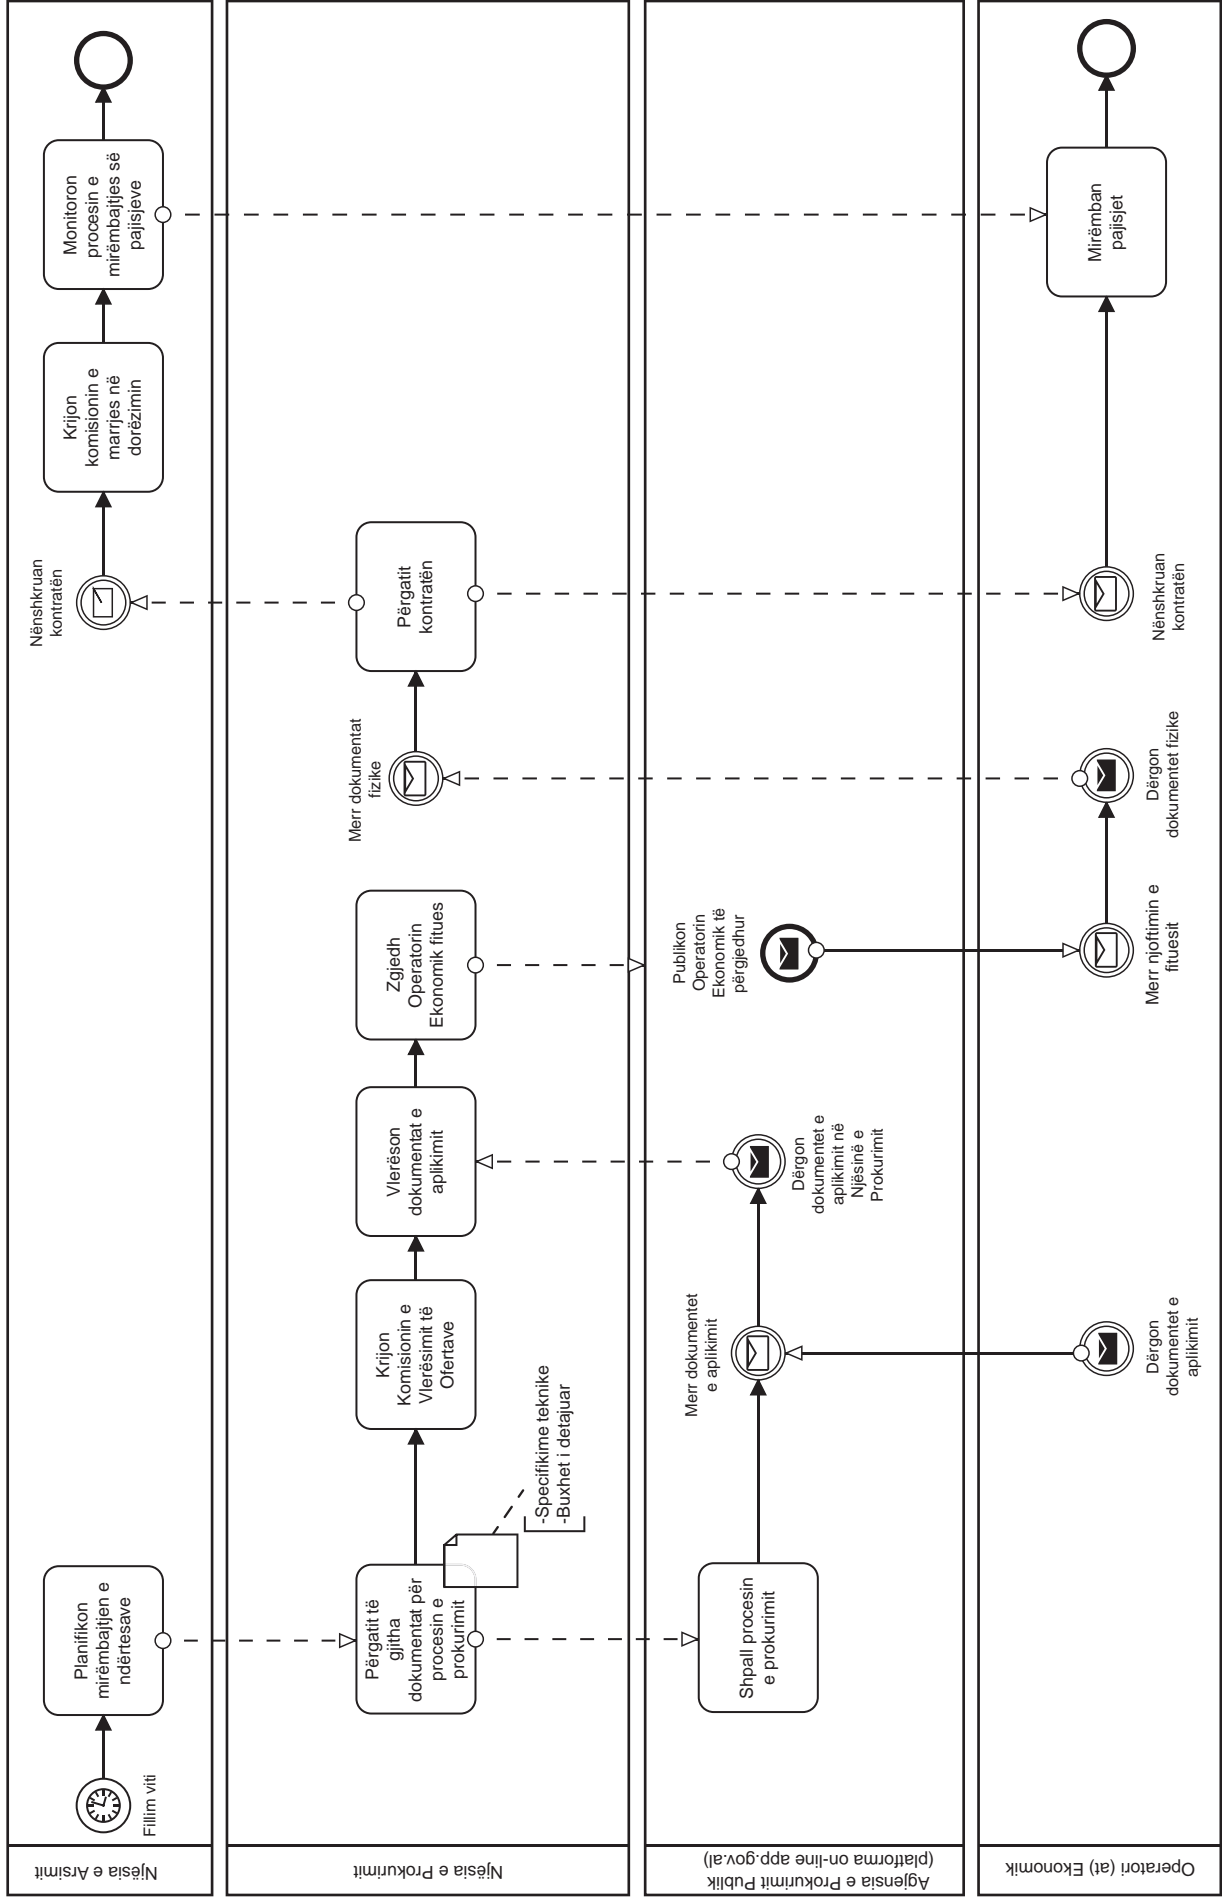 Njësia e Arsimit
Fillim viti
Planifikon
mirëmbajtjen e
ndërtesave
Nënshkruan
kontratën
Krijon
komisionin e
marrjes në
dorëzimin
Monitoron
procesin e
mirëmbajtjes së
pajisjeve
Njësia e Prokurimit
Përgatit të
gjitha
dokumentat për
procesin e
prokurimit
-Specifikime teknike
-Buxhet i detajuar
Krijon
Komisionin e
Vlerësimit të
Ofertave
Vlerëson
dokumentat e
aplikimit
Zgjedh
Operatorin
Ekonomik fitues
Merr dokumentat
fizike
Përgatit
kontratën
Agjensia e Prokurimit Publik
(platforma on-line app.gov.al)
Shpall procesin
e prokurimit
Merr dokumentet
e aplikimit
Dërgon
dokumentet e
aplikimit në
Njësinë e
Prokurimit
Publikon
Operatorin
Ekonomik të
përgjedhur
Operatori (at) Ekonomik
Dërgon
dokumentet e
aplikimit
Merr njoftimin e
fituesit
Dërgon
dokumentet fizike
Nënshkruan
kontratën
Mirëmban
pajisjet